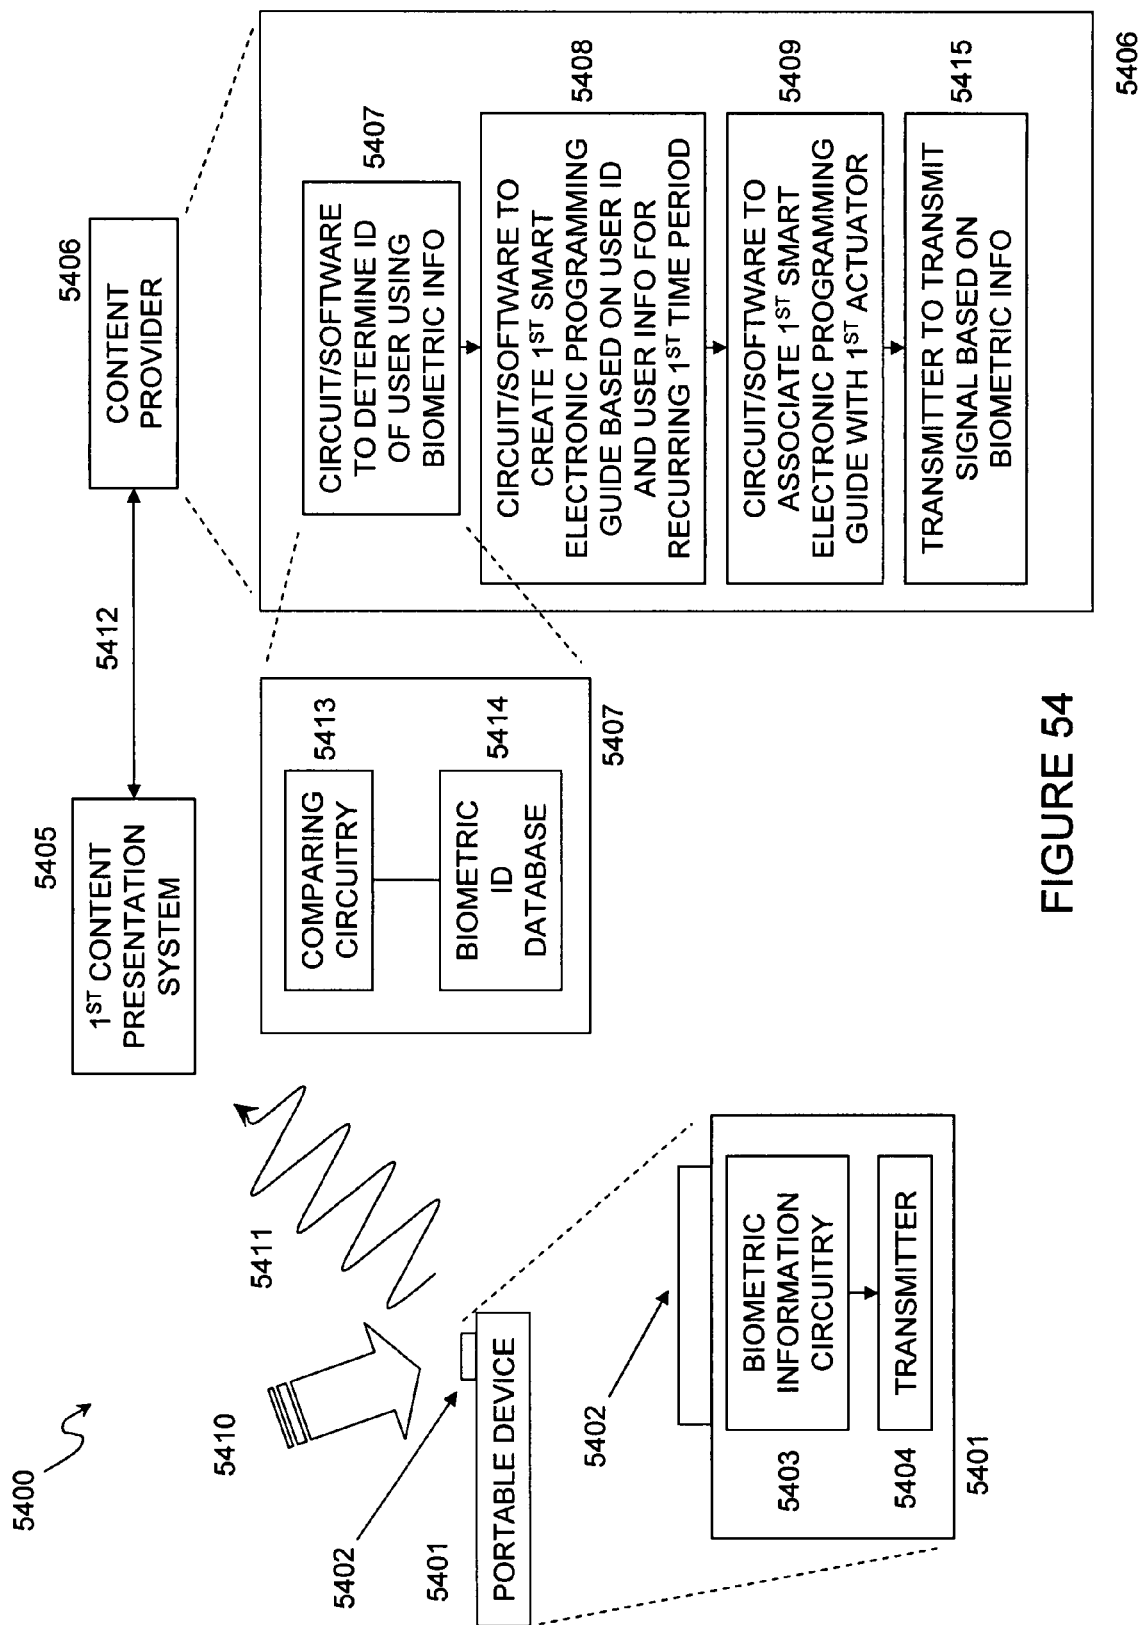 5400
5410
5402
5401
PORTABLE DEVICE
5411
5402
BIOMETRIC
INFORMATION
CIRCUITRY
5403
TRANSMITTER
5404
5401
5405
1ST CONTENT
PRESENTATION
SYSTEM
5412
5406
CONTENT
PROVIDER
COMPARING
CIRCUITRY
5413
BIOMETRIC
ID
DATABASE
5414
5407
CIRCUIT/SOFTWARE
TO DETERMINE ID
OF USER USING
BIOMETRIC INFO
5407
CIRCUIT/SOFTWARE TO
CREATE 1ST SMART
ELECTRONIC PROGRAMMING
GUIDE BASED ON USER ID
AND USER INFO FOR
RECURRING 1ST TIME PERIOD
5408
CIRCUIT/SOFTWARE TO
ASSOCIATE 1ST SMART
ELECTRONIC PROGRAMMING
GUIDE WITH 1ST ACTUATOR
5409
TRANSMITTER TO TRANSMIT
SIGNAL BASED ON
BIOMETRIC INFO
5415
5406
FIGURE 54